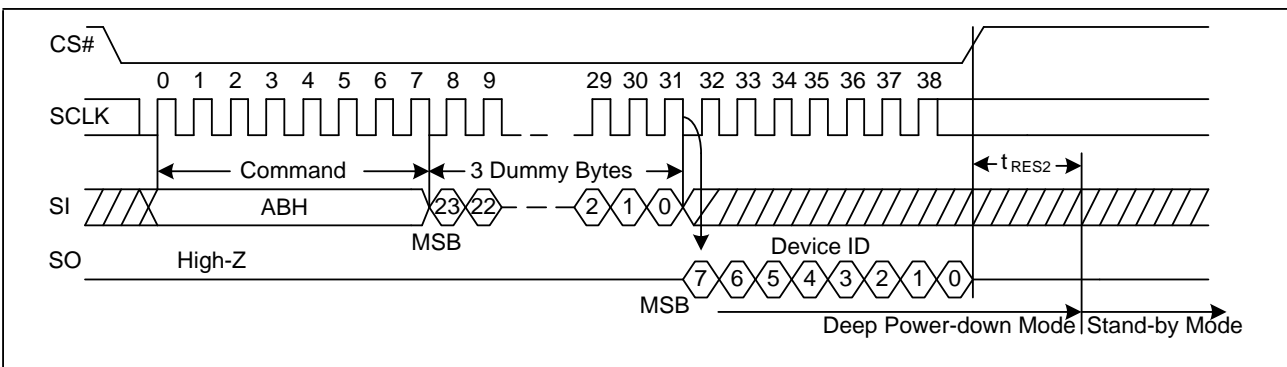 CS#
0 1 2 3 4 5 6 7 8 9 29 30 31 32 33 34 35 36 37 38
SCLK
Command 3 Dummy Bytes tRES2
SI ABH 23 22 2 1 0
MSB
SO High-Z Device ID
7 6 5 4 3 2 1 0
MSB
Deep Power-down Mode Stand-by Mode